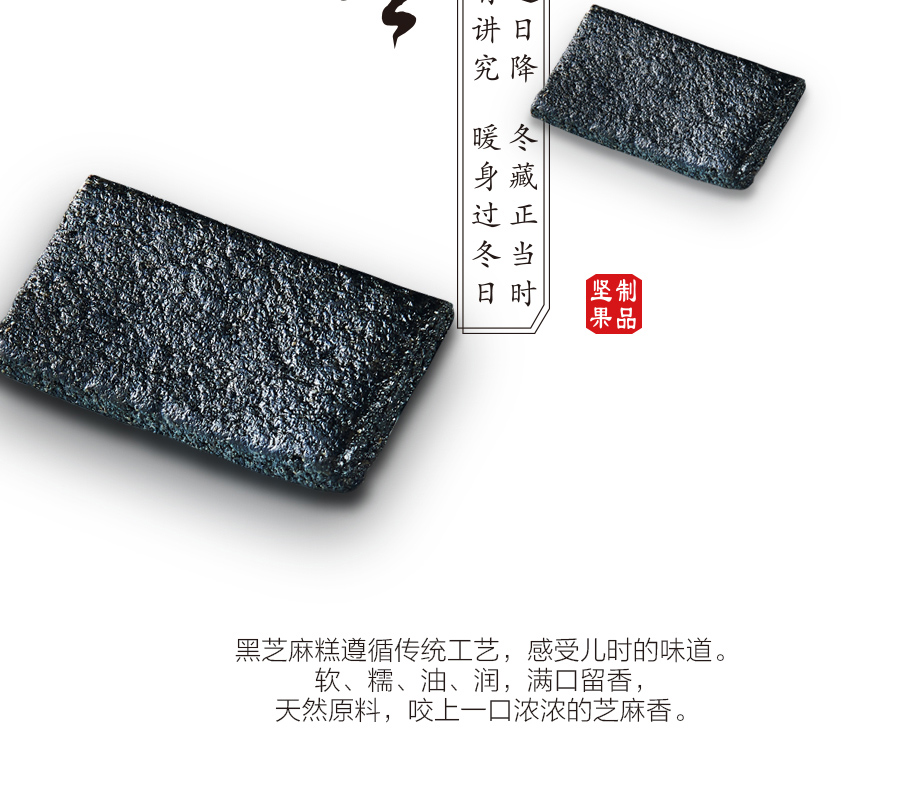 日降 冬藏正当时
讲究 暖身过冬日
坚果
制品
黑芝麻糕遵循传统工艺，感受儿时的味道。
软、糯、油、润，满口留香，
天然原料，咬上一口浓浓的芝麻香。